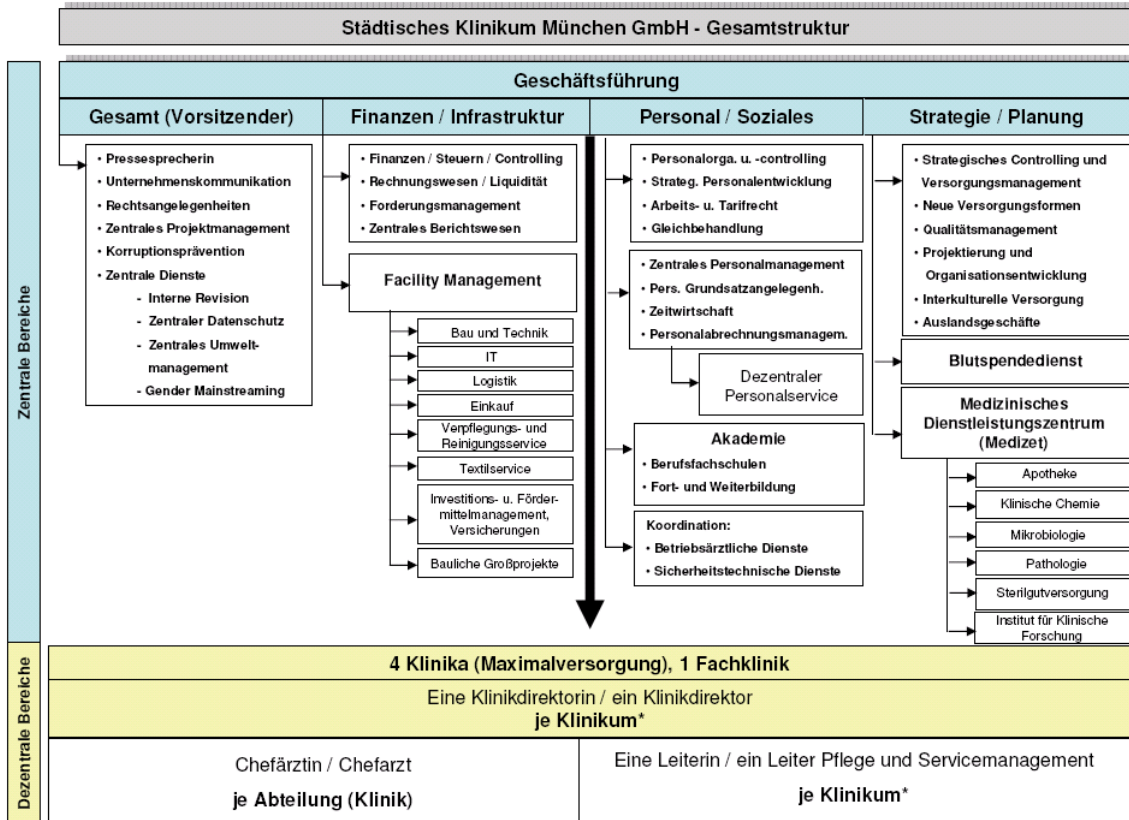 Städtisches Klinikum München GmbH - Gesamtstruktur
Zentrale Bereiche
Geschäftsführung
Gesamt (Vorsitzender)
Finanzen / Infrastruktur
Personal / Soziales
Strategie / Planung
• Pressesprecherin
• Unternehmenskommunikation
• Rechtsangelegenheiten
• Zentrales Projektmanagement
• Korruptionsprävention
• Zentrale Dienste
- Interne Revision
- Zentraler Datenschutz
- Zentrales Umwelt-
management
- Gender Mainstreaming
• Finanzen / Steuern / Controlling
• Rechnungswesen / Liquidität
• Forderungsmanagement
• Zentrales Berichtswesen
Facility Management
Bau und Technik
IT
Logistik
Einkauf
Verpflegungs- und
Reinigungsservice
Textilservice
Investitions- u. Förder-
mittelmanagement,
Versicherungen
Bauliche Großprojekte
• Personalorga. u. -controlling
• Strateg. Personalentwicklung
• Arbeits- u. Tarifrecht
• Gleichbehandlung
• Zentrales Personalmanagement
• Pers. Grundsatzangelegenh.
• Zeitwirtschaft
• Personalabrechnungsmanagem.
Dezentraler
Personalservice
Akademie
• Berufsfachschulen
• Fort- und Weiterbildung
Koordination:
• Betriebsärztliche Dienste
• Sicherheitstechnische Dienste
• Strategisches Controlling und
Versorgungsmanagement
• Neue Versorgungsformen
• Qualitätsmanagement
• Projektierung und
Organisationsentwicklung
• Interkulturelle Versorgung
• Auslandsgeschäfte
Blutspendedienst
Medizinisches
Dienstleistungszentrum
(Medizet)
Apotheke
Klinische Chemie
Mikrobiologie
Pathologie
Sterilgutversorgung
Institut für Klinische
Forschung
Dezentrale Bereiche
4 Klinika (Maximalversorgung), 1 Fachklinik
Eine Klinikdirektorin / ein Klinikdirektor
je Klinikum*
Chefärztin / Chefarzt
je Abteilung (Klinik)
Eine Leiterin / ein Leiter Pflege und Servicemanagement
je Klinikum*